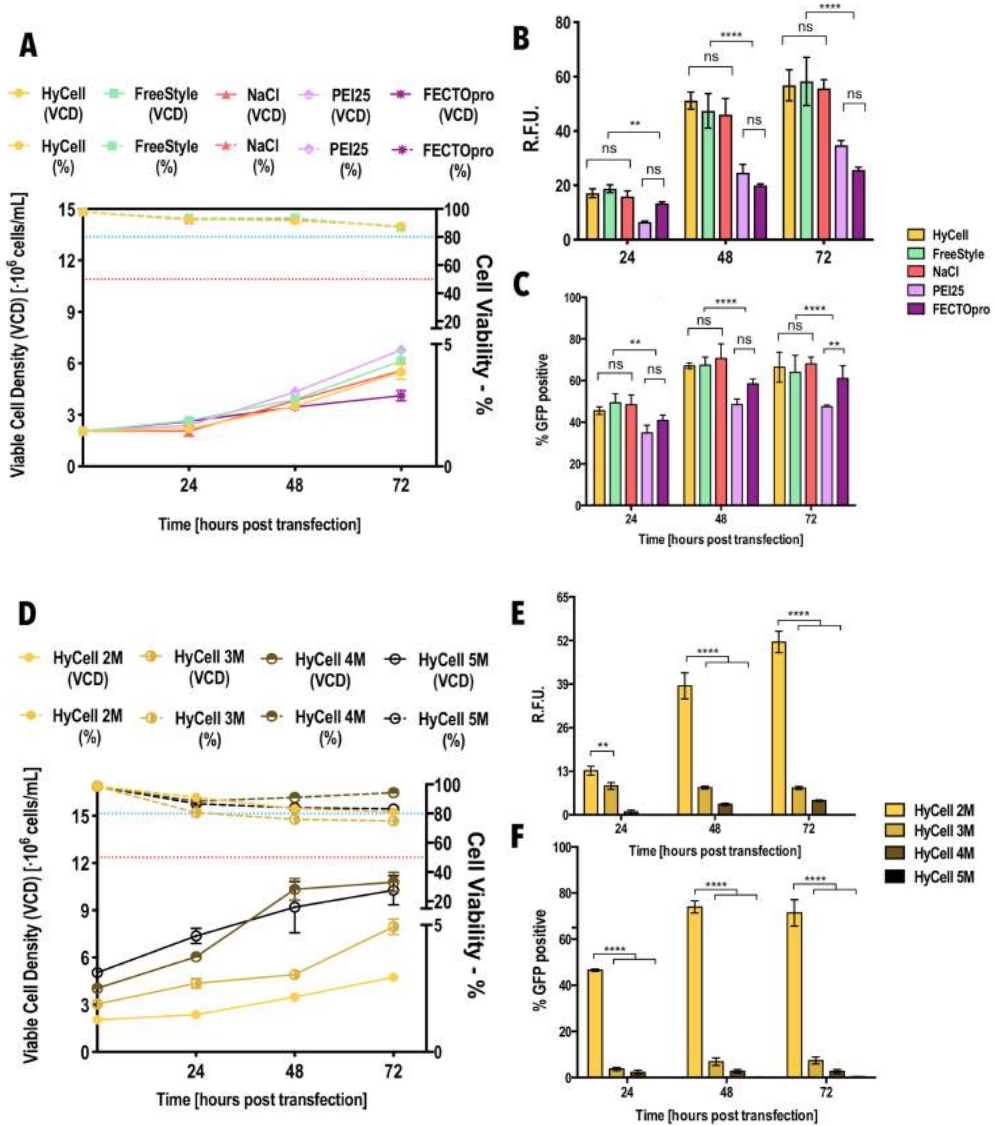 A
HyCell FreeStyle NaCl PEI25 FECTOpro
(VCD) (VCD) (VCD) (VCD) (VCD)
HyCell FreeStyle NaCl PEI25 FECTOpro
(%) (%) (%) (%) (%)
Viable Cell Density (VCD) [·10⁶ cells/mL]
15
12
9
6
3
0
100
80
60
40
20
5
0
Cell Viability - %
24 48 72
Time [hours post transfection]
B
R.F.U.
80
60
40
20
0
ns ** ns
ns **** ns
ns **** ns
24 48 72
HyCell
FreeStyle
NaCl
PEI25
FECTOpro
C
% GFP positive
100
80
60
40
20
0
ns ** ns
ns **** ns
ns **** **
24 48 72
Time [hours post transfection]
D
HyCell 2M HyCell 3M HyCell 4M HyCell 5M
(VCD) (VCD) (VCD) (VCD)
HyCell 2M HyCell 3M HyCell 4M HyCell 5M
(%) (%) (%) (%)
Viable Cell Density (VCD) [·10⁶ cells/mL]
15
12
9
6
3
0
100
80
60
40
20
5
0
Cell Viability - %
24 48 72
Time [hours post transfection]
E
R.F.U.
65
52
39
26
13
0
**
****
****
24 48 72
Time [hours post transfection]
HyCell 2M
HyCell 3M
HyCell 4M
HyCell 5M
F
% GFP positive
100
80
60
40
20
0
****
****
****
24 48 72
Time [hours post transfection]